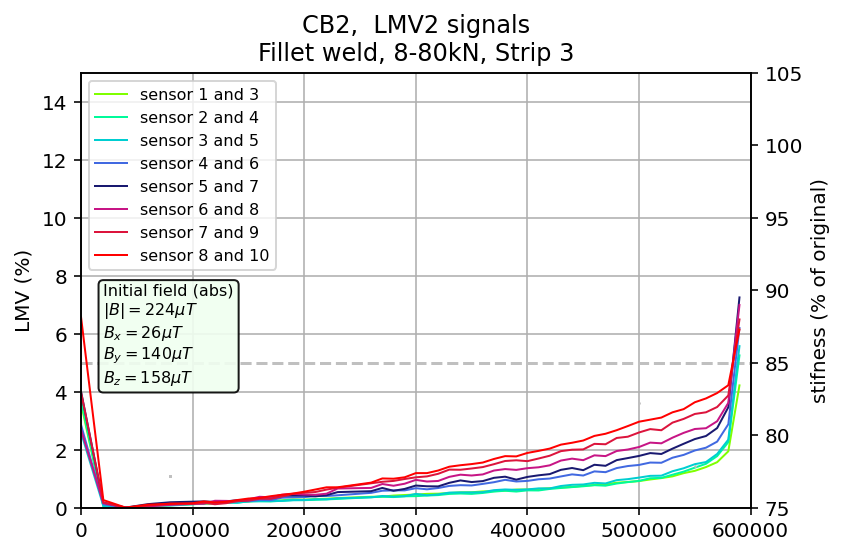 CB2,  LMV2 signals
Fillet weld, 8-80kN, Strip 3
LMV (%)
14
12
10
8
6
4
2
0
sensor 1 and 3
sensor 2 and 4
sensor 3 and 5
sensor 4 and 6
sensor 5 and 7
sensor 6 and 8
sensor 7 and 9
sensor 8 and 10
Initial field (abs)
|B| = 224μT
B_x = 26μT
B_y = 140μT
B_z = 158μT
105
100
95
90
85
80
75
stifness (% of original)
0 100000 200000 300000 400000 500000 600000